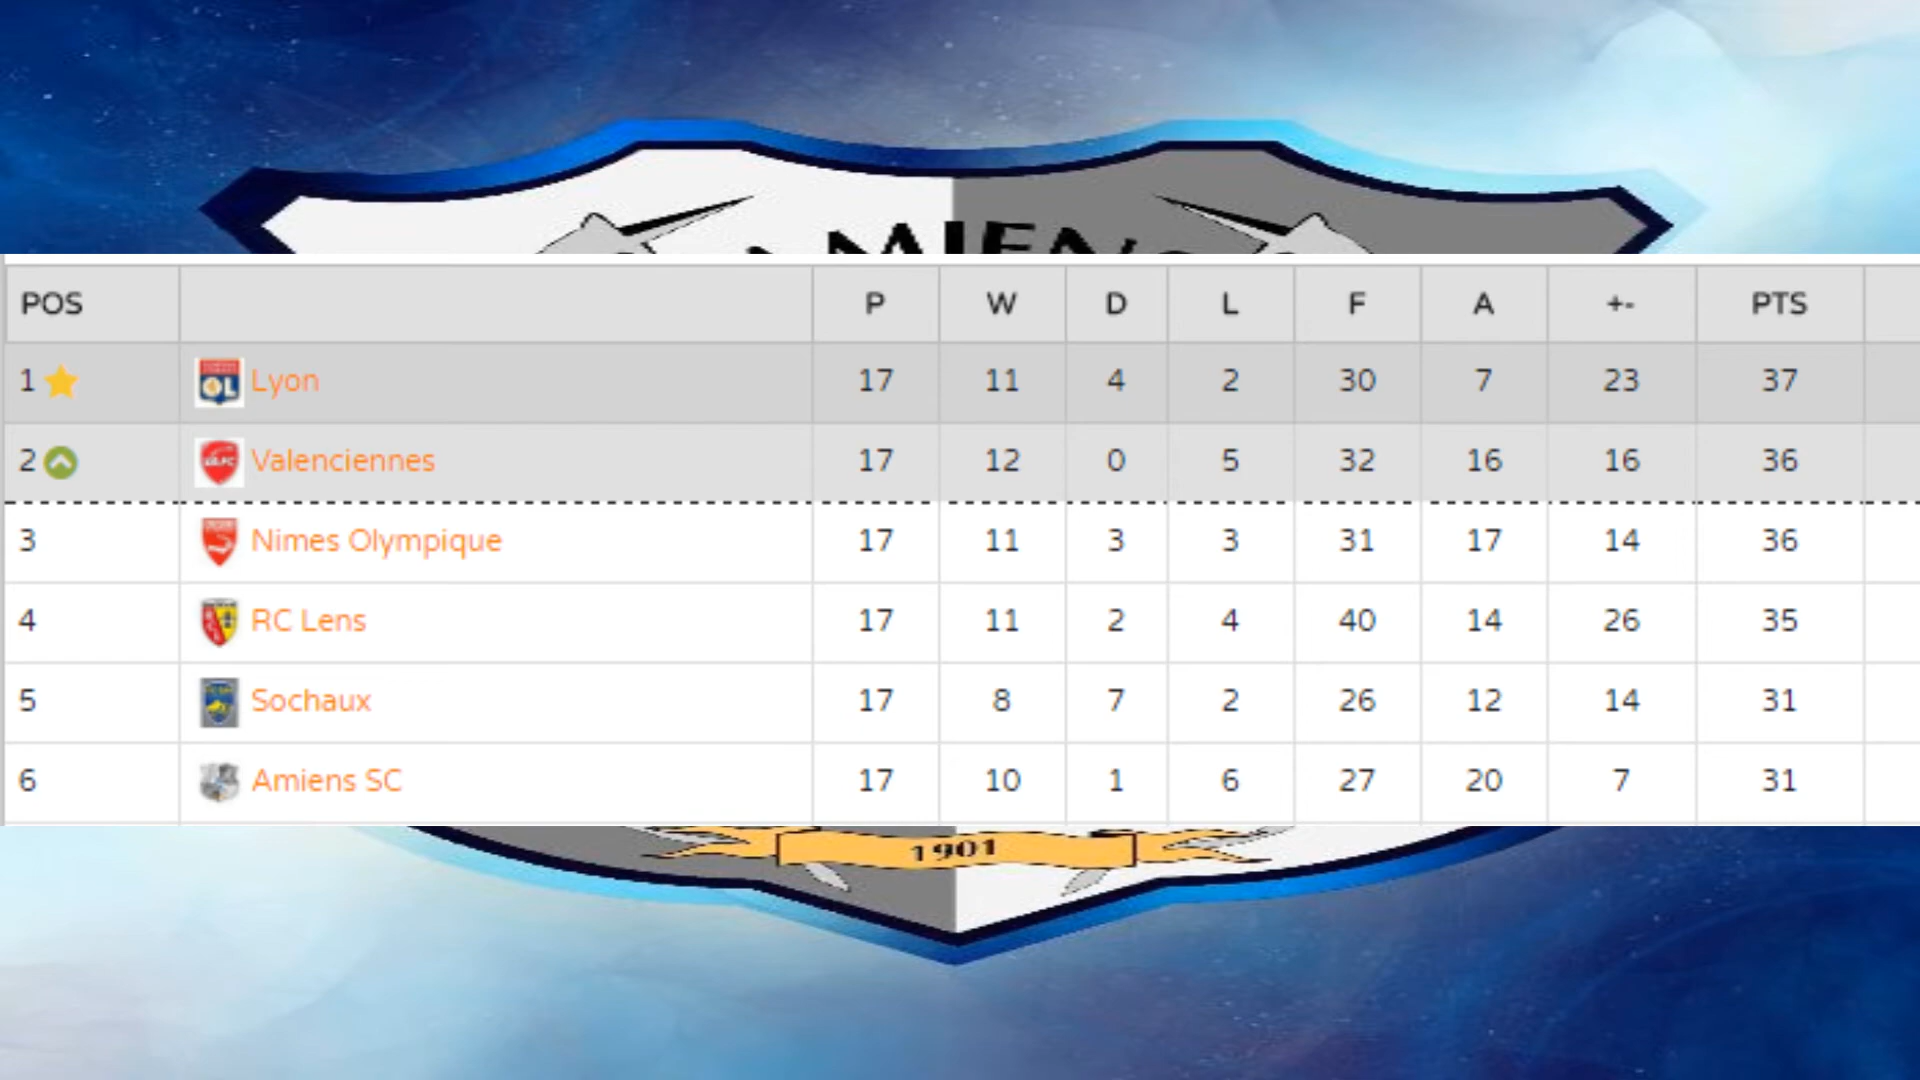 AMIENS
POS P W D L F A +- PTS
1 Lyon 17 11 4 2 30 7 23 37
2 Valenciennes 17 12 0 5 32 16 16 36
3 Nimes Olympique 17 11 3 3 31 17 14 36
4 RC Lens 17 11 2 4 40 14 26 35
5 Sochaux 17 8 7 2 26 12 14 31
6 Amiens SC 17 10 1 6 27 20 7 31
1901